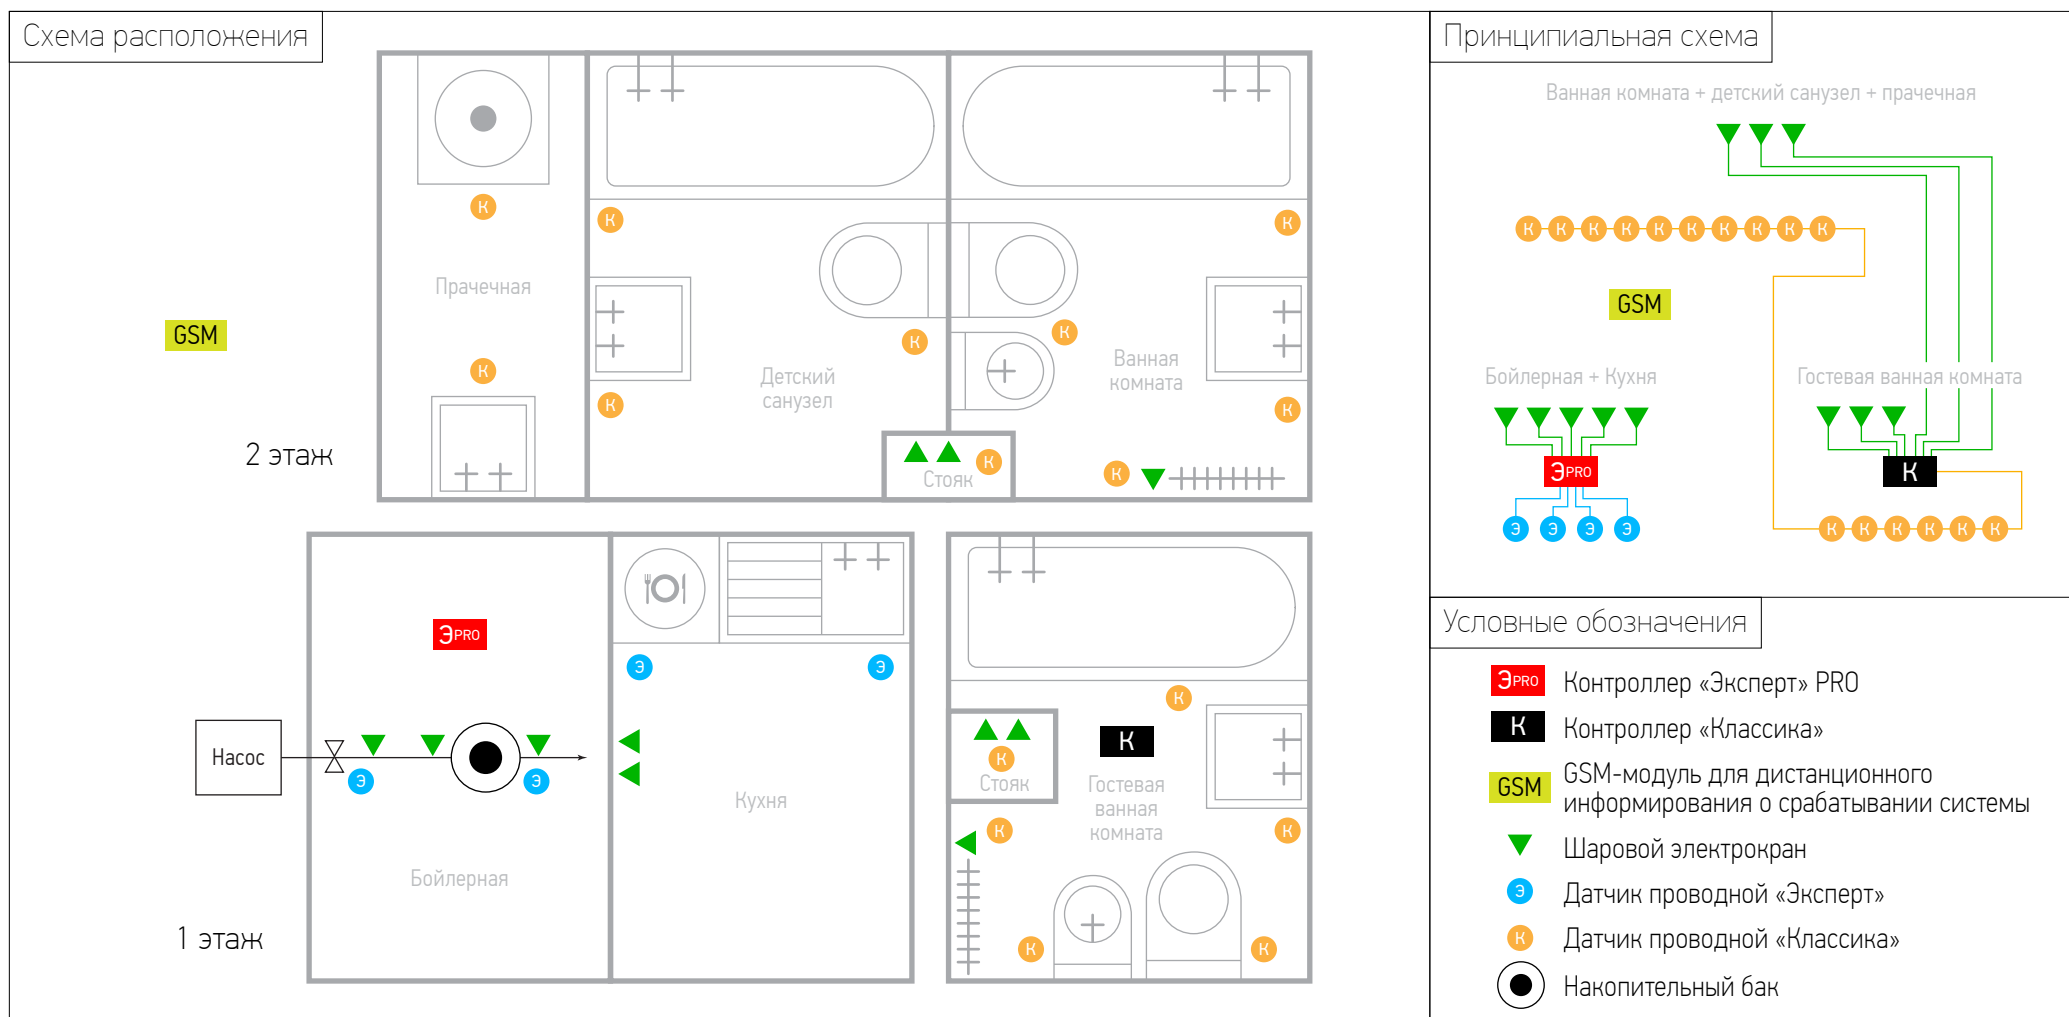 Схема расположения
К
Прачечная
К
GSM
2 этаж
К
К
К
Детский
санузел
К
К
К
Ванная
комната
К
К
Стояк
К
Насос
ЭPRO
Э
Э
Бойлерная
1 этаж
Э
Э
Кухня
К
К
Стояк
К
Гостевая
ванная
комната
К
К
К
К
Принципиальная схема
Ванная комната + детский санузел + прачечная
К К К К К К К К К К
GSM
Бойлерная + Кухня
ЭPRO
Э Э Э Э
Гостевая ванная комната
К
К К К К К К
Условные обозначения
ЭPRO Контроллер «Эксперт» PRO
К Контроллер «Классика»
GSM GSM-модуль для дистанционного
информирования о срабатывании системы
Шаровой электрокран
Э Датчик проводной «Эксперт»
К Датчик проводной «Классика»
Накопительный бак